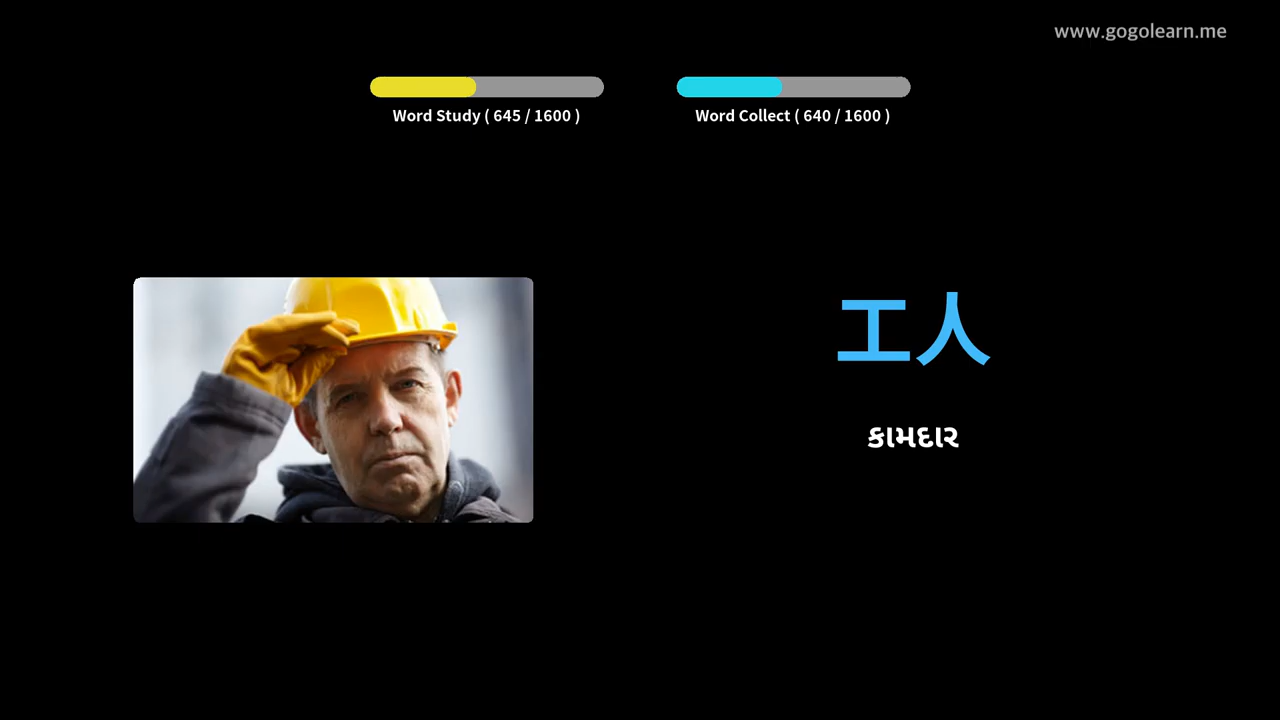 www.gogolearn.me
Word Study ( 645 / 1600 )
Word Collect ( 640 / 1600 )
工人
કામદાર